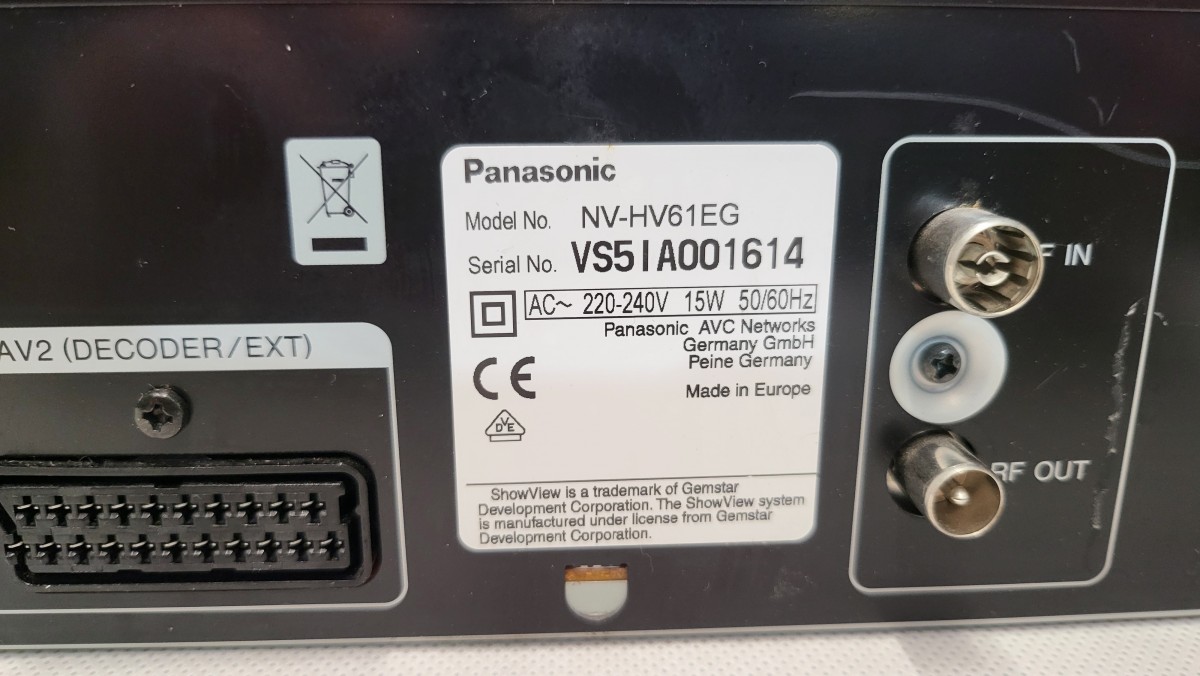 Panasonic
Model No. NV-HV61EG
Serial No. VS5IA001614
AC~ 220-240V 15W 50/60Hz
Panasonic AVC Networks
Germany GmbH
Peine Germany
Made in Europe
CE
DVE
ShowView is a trademark of Gemstar
Development Corporation. The ShowView system
is manufactured under license from Gemstar
Development Corporation.
AV2 (DECODER/EXT)
F IN
RF OUT